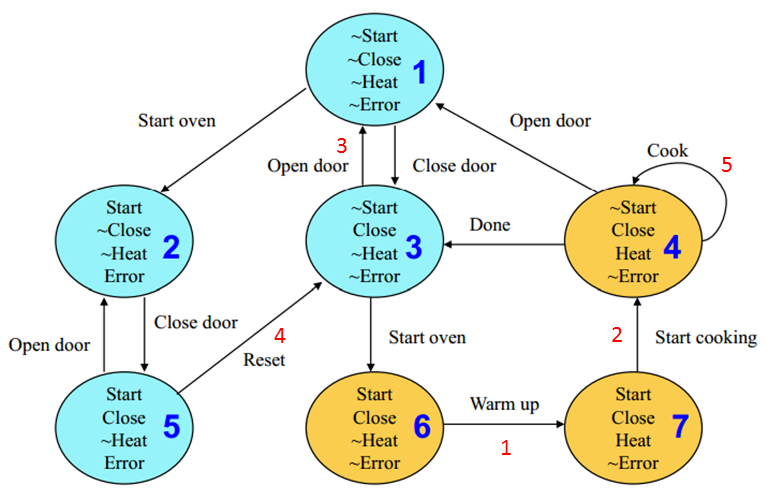 ~Start
~Close
~Heat
~Error
1
Start oven
3
Open door
Close door
Open door
Cook
5
Start
~Close
~Heat
Error
2
~Start
Close
~Heat
~Error
3
Done
~Start
Close
Heat
~Error
4
Open door
Close door
4
Reset
Start oven
2
Start cooking
Start
Close
~Heat
Error
5
Start
Close
~Heat
~Error
6
Warm up
1
Start
Close
Heat
~Error
7